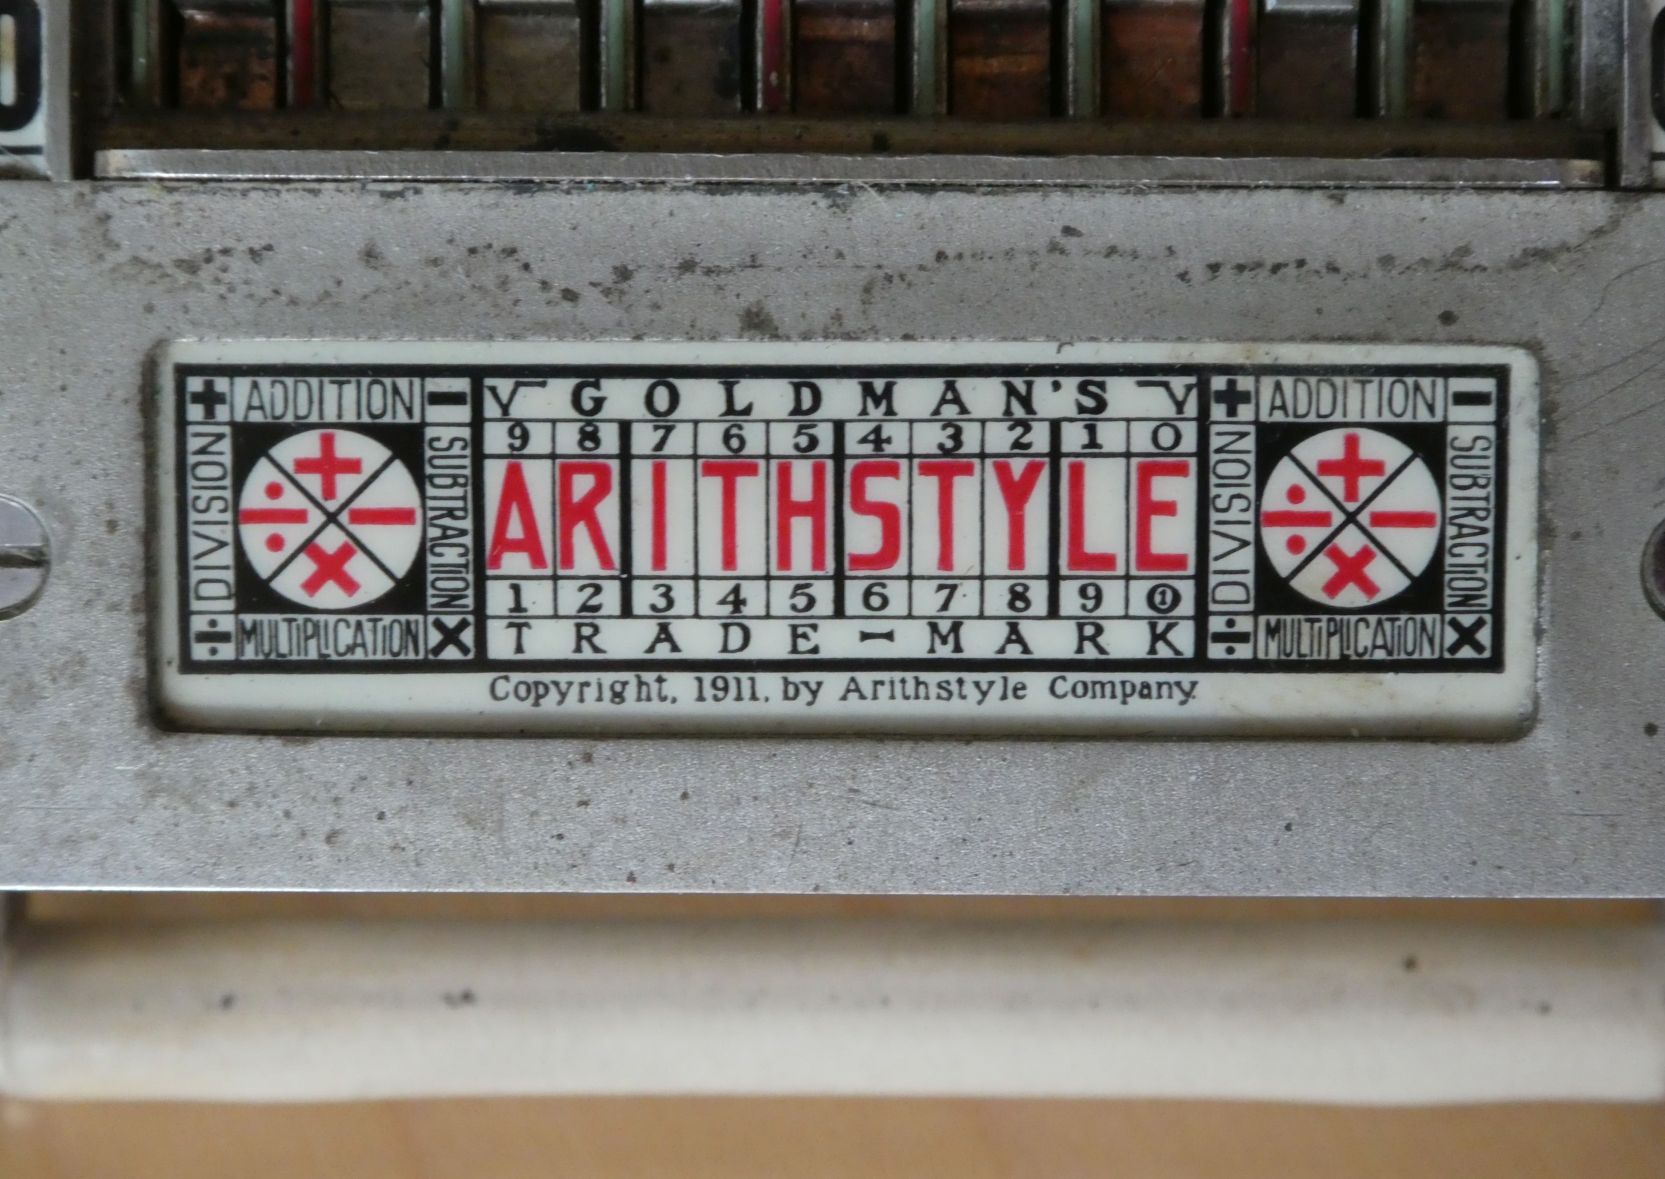 + ADDITION − √ GOLDMAN'S √ + ADDITION −
9 8 7 6 5 4 3 2 1 0
DIVISION + − × ÷ SUBTRACTION ARITHSTYLE DIVISION + − × ÷ SUBTRACTION
1 2 3 4 5 6 7 8 9 ①
÷ MULTIPLICATION × TRADE-MARK ÷ MULTIPLICATION ×
Copyright, 1911, by Arithstyle Company.